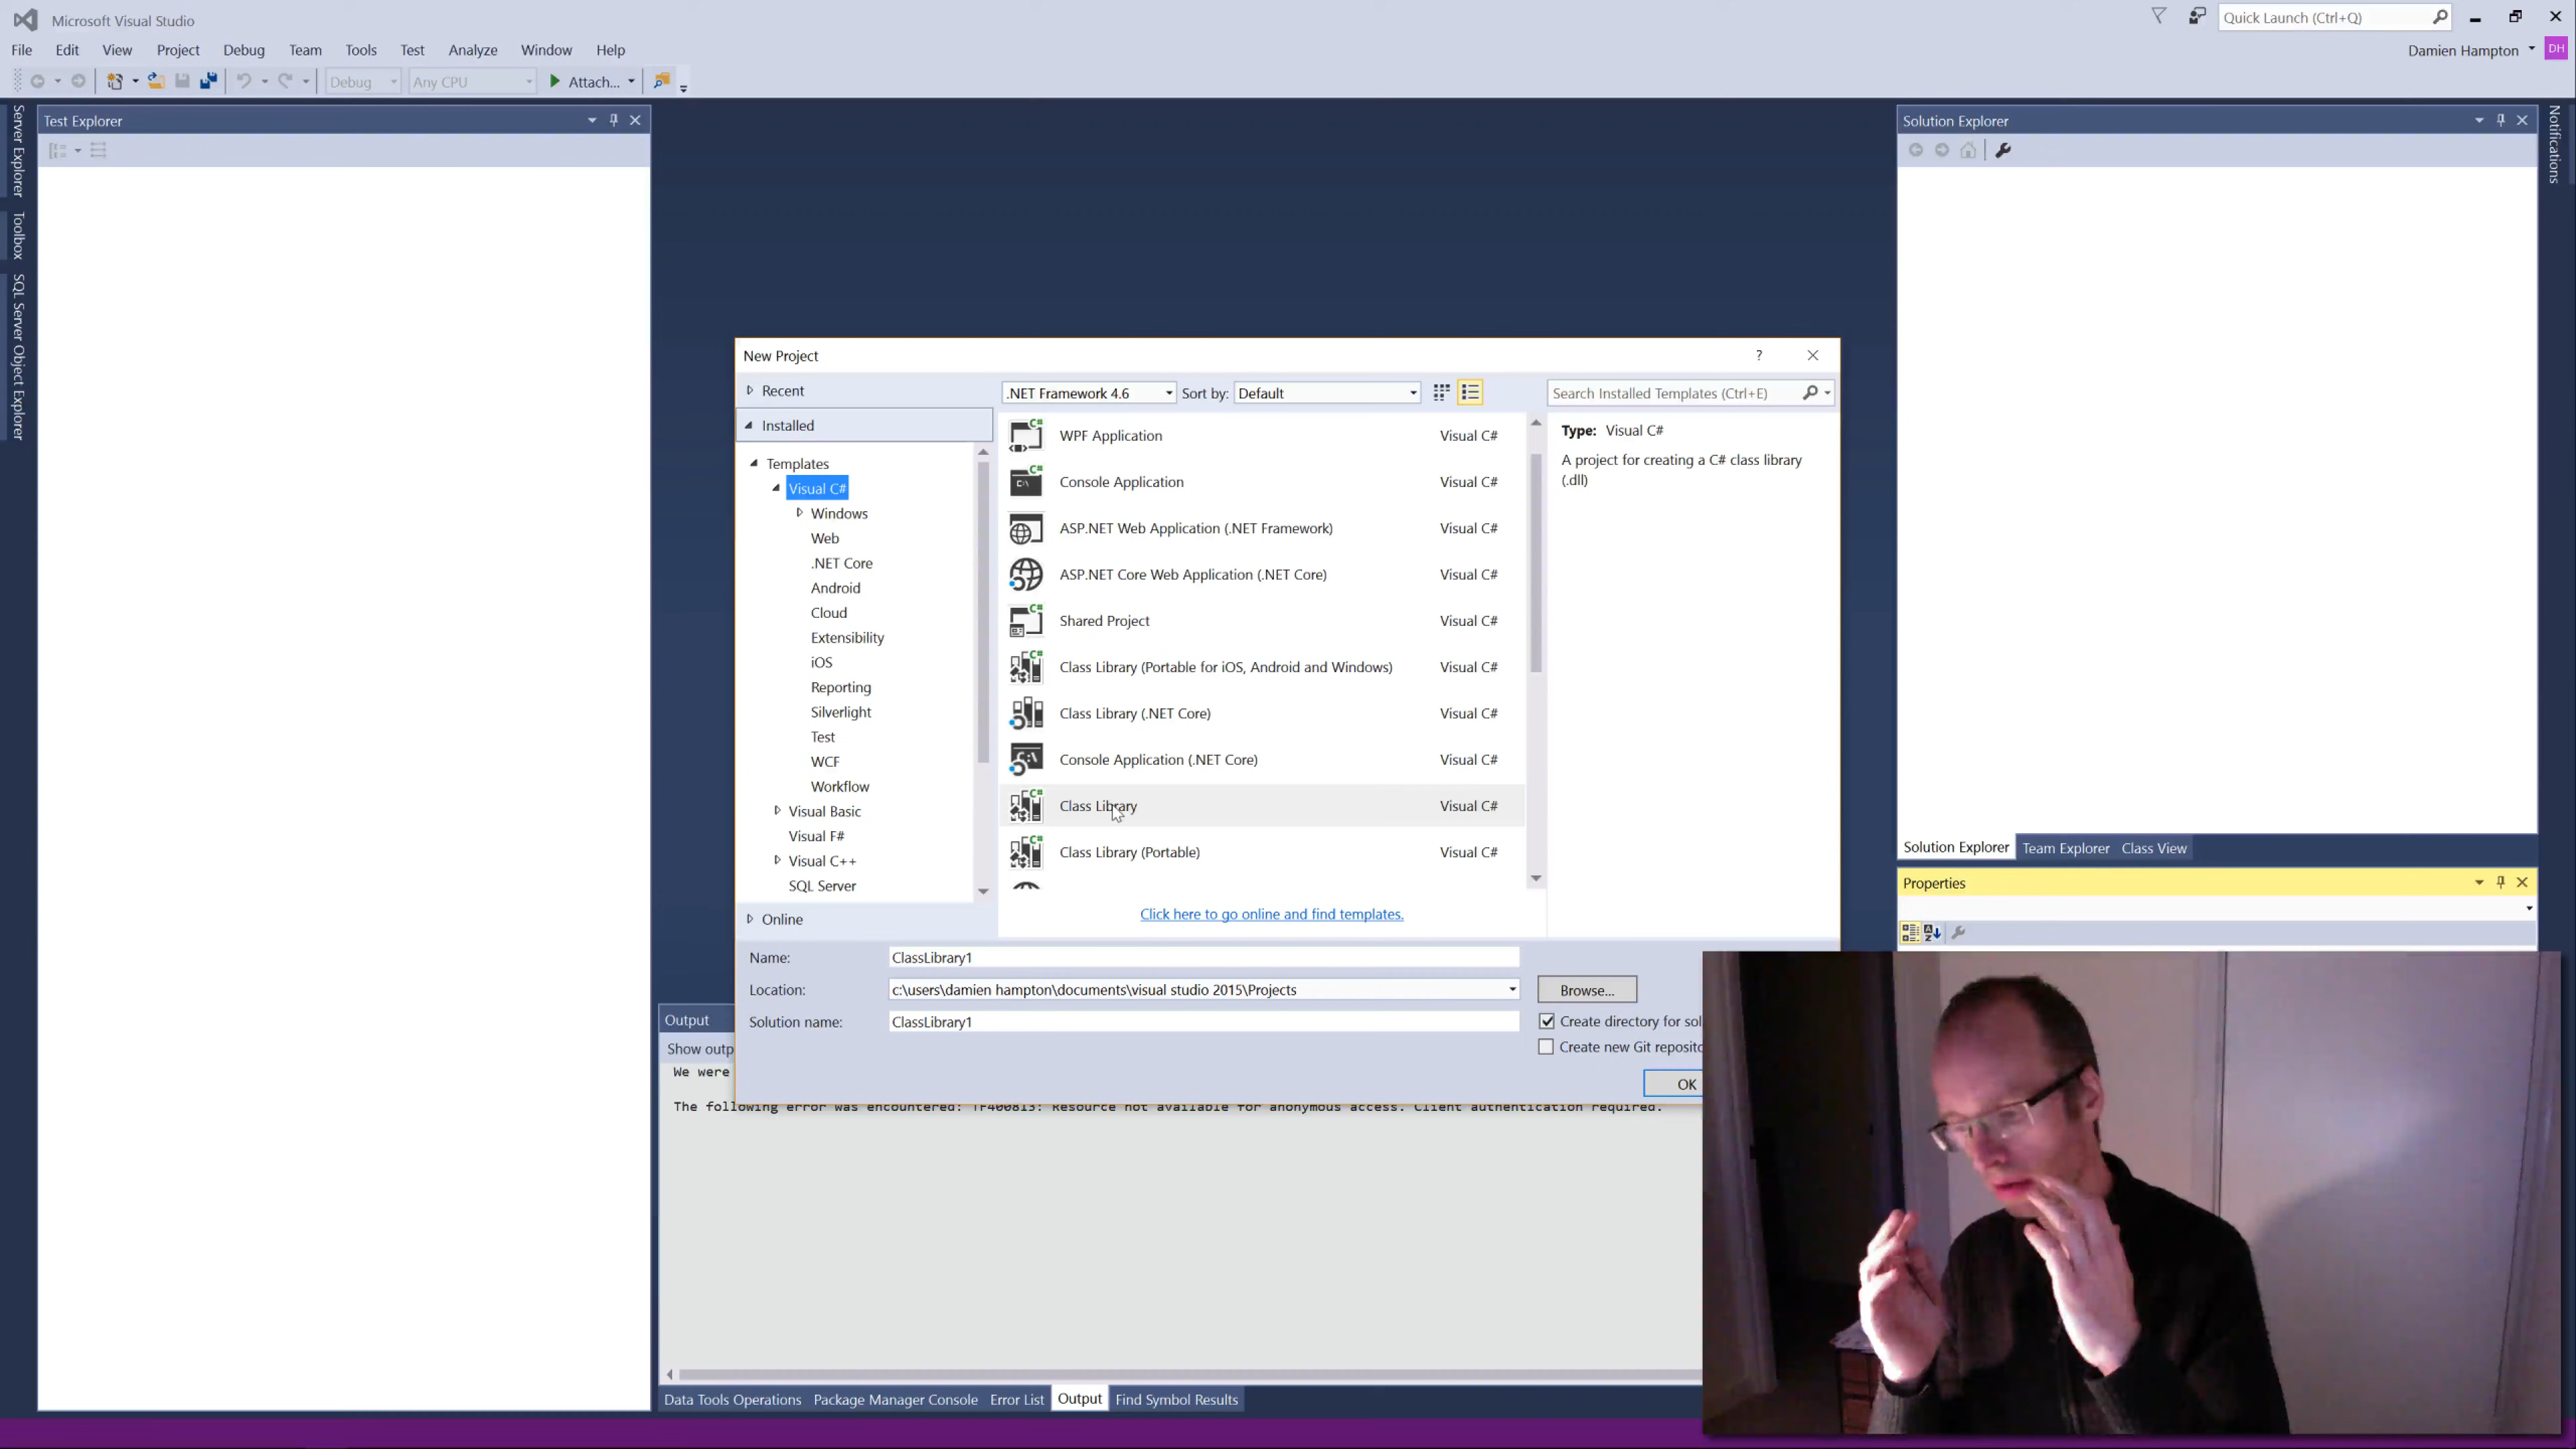 Microsoft Visual Studio
Quick Launch (Ctrl+Q)
File Edit View Project Debug Team Tools Test Analyze Window Help
Damien Hampton DH
Debug Any CPU Attach...
Server Explorer
Toolbox
SQL Server Object Explorer
Test Explorer
Solution Explorer
Notifications
New Project ?
Recent
.NET Framework 4.6 Sort by: Default
Search Installed Templates (Ctrl+E)
Installed
Templates
Visual C#
Windows
Web
.NET Core
Android
Cloud
Extensibility
iOS
Reporting
Silverlight
Test
WCF
Workflow
Visual Basic
Visual F#
Visual C++
SQL Server
Online
WPF Application Visual C#
Console Application Visual C#
ASP.NET Web Application (.NET Framework) Visual C#
ASP.NET Core Web Application (.NET Core) Visual C#
Shared Project Visual C#
Class Library (Portable for iOS, Android and Windows) Visual C#
Class Library (.NET Core) Visual C#
Console Application (.NET Core) Visual C#
Class Library Visual C#
Class Library (Portable) Visual C#
Click here to go online and find templates.
Type: Visual C#
A project for creating a C# class library
(.dll)
Name: ClassLibrary1
Location: c:\users\damien hampton\documents\visual studio 2015\Projects
Browse...
Solution name: ClassLibrary1
Create directory for sol
Create new Git reposito
OK
Solution Explorer Team Explorer Class View
Properties
Output
Show outp
We were
The following error was encountered: TF400813: Resource not available for anonymous access. Client authentication required.
Data Tools Operations Package Manager Console Error List Output Find Symbol Results